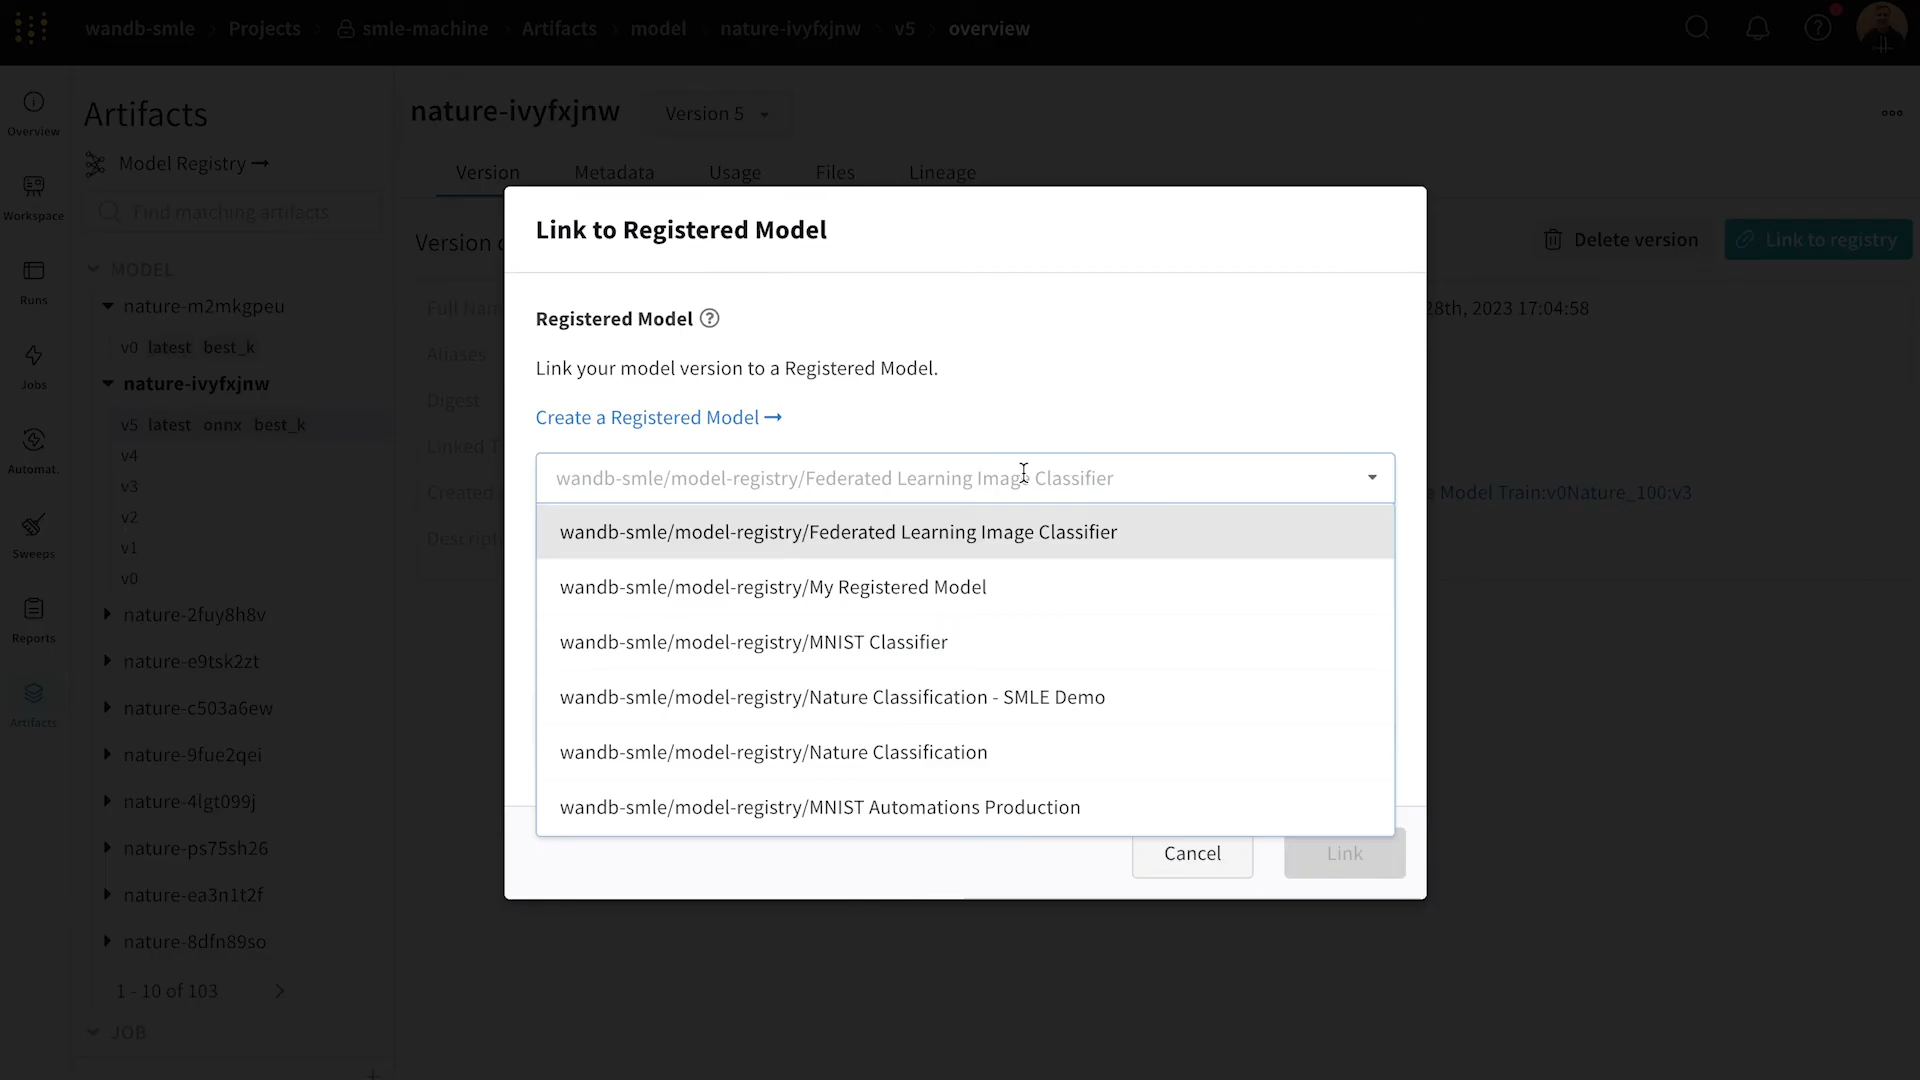 wandb-smle > Projects > smle-machine > Artifacts > model > nature-ivyfxjnw > v5 > overview
Overview
Workspace
Runs
Jobs
Automat.
Sweeps
Reports
Artifacts
Artifacts
Model Registry →
Find matching artifacts
MODEL
nature-m2mkgpeu
v0 latest best_k
nature-ivyfxjnw
v5 latest onnx best_k
v4
v3
v2
v1
v0
nature-2fuy8h8v
nature-e9tsk2zt
nature-c503a6ew
nature-9fue2qei
nature-4lgt099j
nature-ps75sh26
nature-ea3n1t2f
nature-8dfn89so
1 - 10 of 103
JOB
nature-ivyfxjnw Version 5
Version Metadata Usage Files Lineage
Version
Delete version Link to registry
Full Nam
Aliases
Digest
Linked T
Created
Descript
28th, 2023 17:04:58
Model Train:v0Nature_100:v3
Link to Registered Model
Registered Model ?
Link your model version to a Registered Model.
Create a Registered Model →
wandb-smle/model-registry/Federated Learning Image Classifier
wandb-smle/model-registry/Federated Learning Image Classifier
wandb-smle/model-registry/My Registered Model
wandb-smle/model-registry/MNIST Classifier
wandb-smle/model-registry/Nature Classification - SMLE Demo
wandb-smle/model-registry/Nature Classification
wandb-smle/model-registry/MNIST Automations Production
Cancel Link